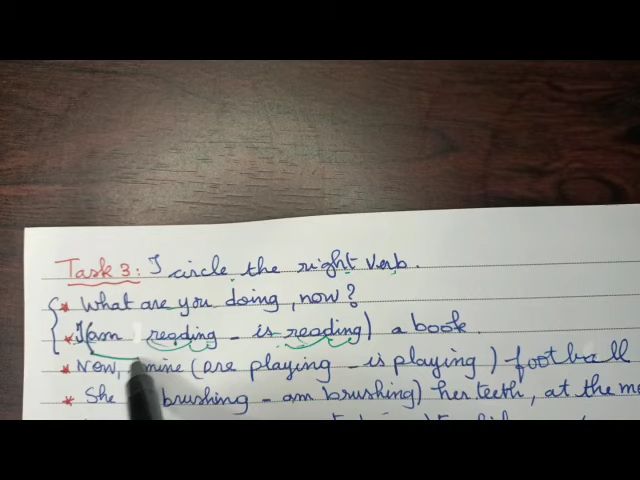 Task 3: I circle the right verb.
* What are you doing, now?
* I (am reading - is reading) a book.
* Now, mine (are playing - is playing) football
* She brushing - am brushing) her teeth, at the